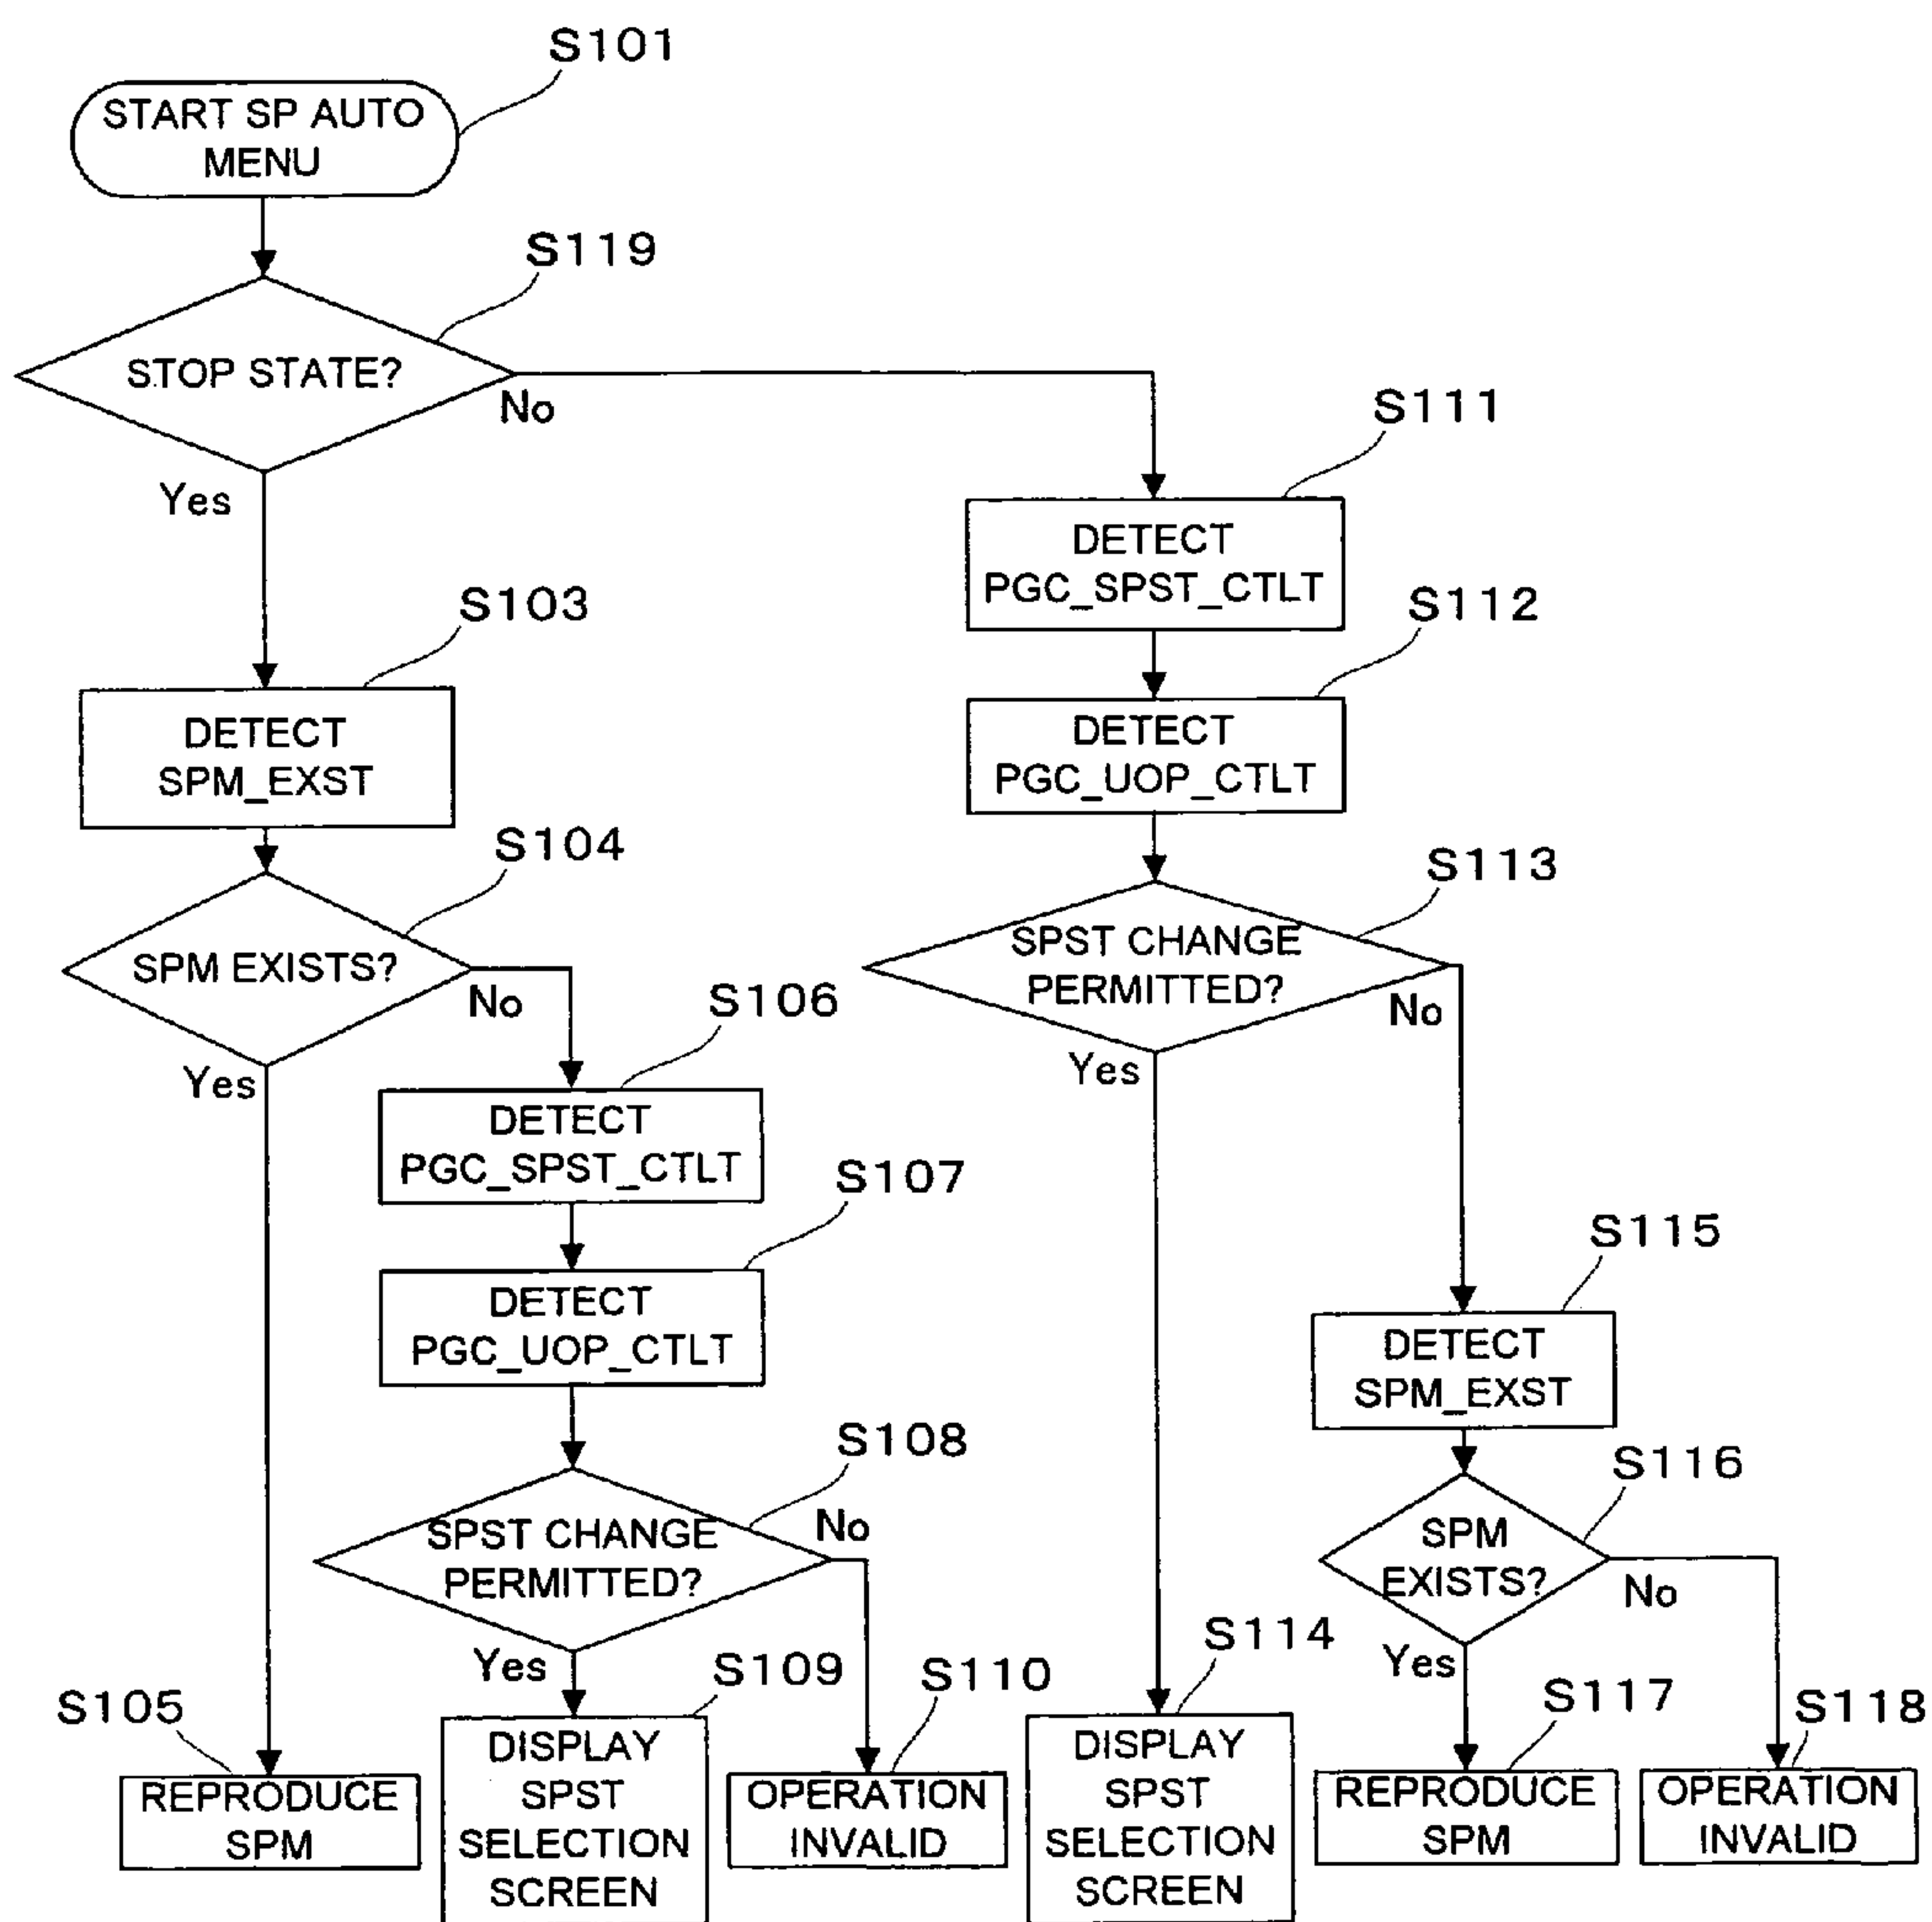 S101
START SP AUTO
MENU
S119
STOP STATE?
No
Yes
S111
DETECT
PGC_SPST_CTLT
S103
DETECT
SPM_EXST
S112
DETECT
PGC_UOP_CTLT
S104
SPM EXISTS?
No
Yes
S113
SPST CHANGE
PERMITTED?
No
Yes
S106
DETECT
PGC_SPST_CTLT
S107
DETECT
PGC_UOP_CTLT
S115
DETECT
SPM_EXST
S108
SPST CHANGE
PERMITTED?
No
Yes
S116
SPM
EXISTS?
No
Yes
S105
REPRODUCE
SPM
S109
DISPLAY
SPST
SELECTION
SCREEN
S110
OPERATION
INVALID
S114
DISPLAY
SPST
SELECTION
SCREEN
S117
REPRODUCE
SPM
S118
OPERATION
INVALID